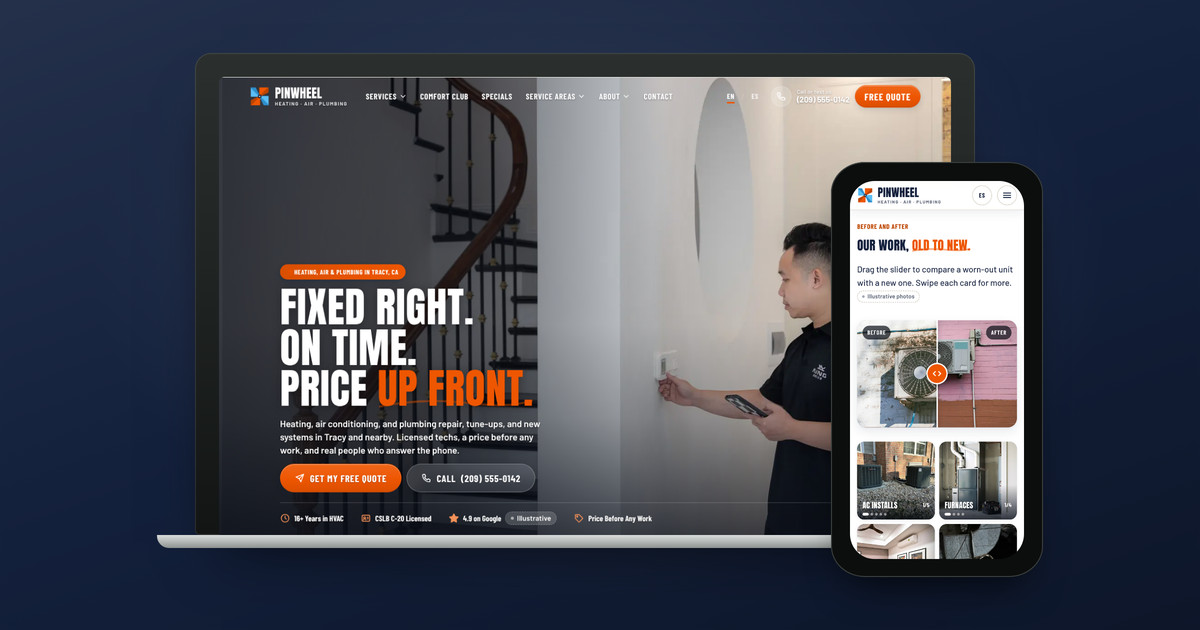 PINWHEEL
HEATING · AIR · PLUMBING
SERVICES
COMFORT CLUB
SPECIALS
SERVICE AREAS
ABOUT
CONTACT
EN
ES
(209) 555-0142
FREE QUOTE
HEATING, AIR & PLUMBING IN TRACY, CA
FIXED RIGHT.
ON TIME.
PRICE UP FRONT.
Heating, air conditioning, and plumbing repair, tune-ups, and new
systems in Tracy and nearby. Licensed techs, a price before any
work, and real people who answer the phone.
GET MY FREE QUOTE
CALL (209) 555-0142
16+ Years in HVAC
CSLB C-20 Licensed
4.9 on Google
Illustrative
Price Before Any Work
PINWHEEL
HEATING · AIR · PLUMBING
ES
BEFORE AND AFTER
OUR WORK, OLD TO NEW.
Drag the slider to compare a worn-out unit
with a new one. Swipe each card for more.
Illustrative photos
BEFORE
AFTER
AC INSTALLS
1/5
FURNACES
1/4